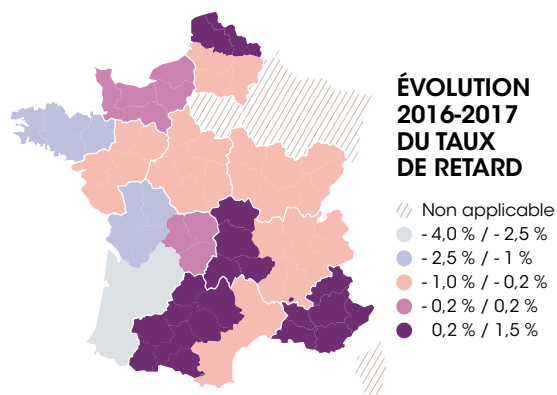 ÉVOLUTION
2016-2017
DU TAUX
DE RETARD
Non applicable
- 4,0 % / - 2,5 %
- 2,5 % / - 1 %
- 1,0 % / - 0,2 %
- 0,2 % / 0,2 %
0,2 % / 1,5 %